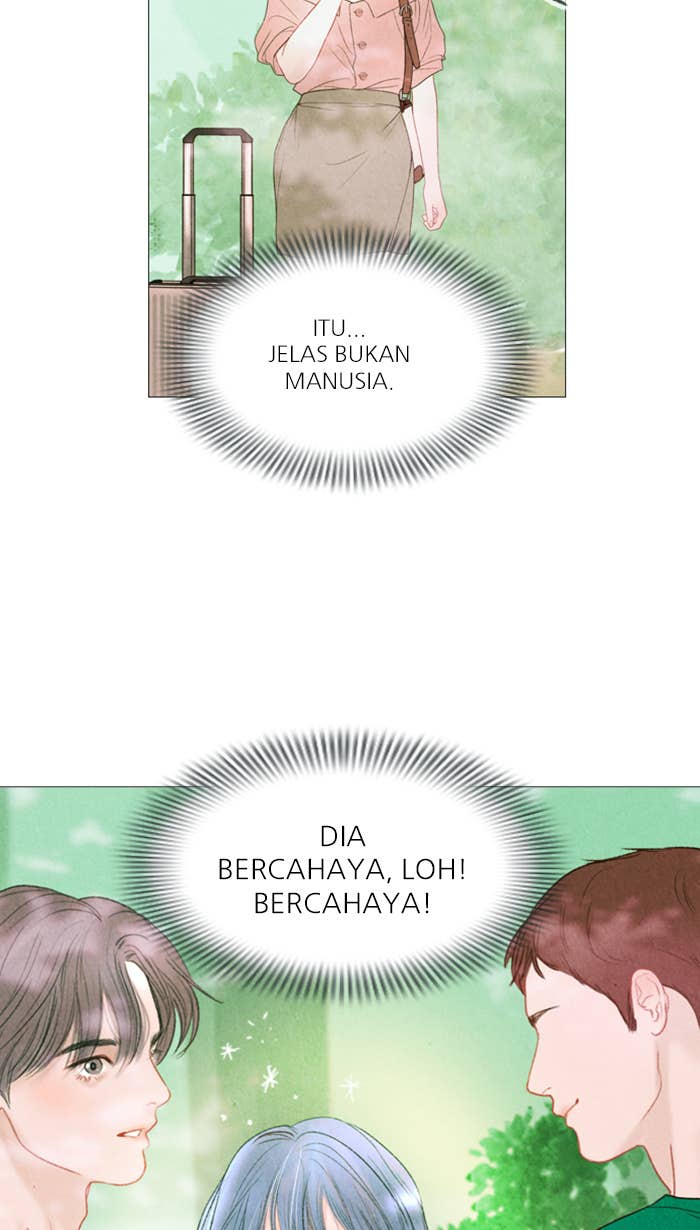 ITU...
JELAS BUKAN
MANUSIA.
DIA
BERCAHAYA, LOH!
BERCAHAYA!